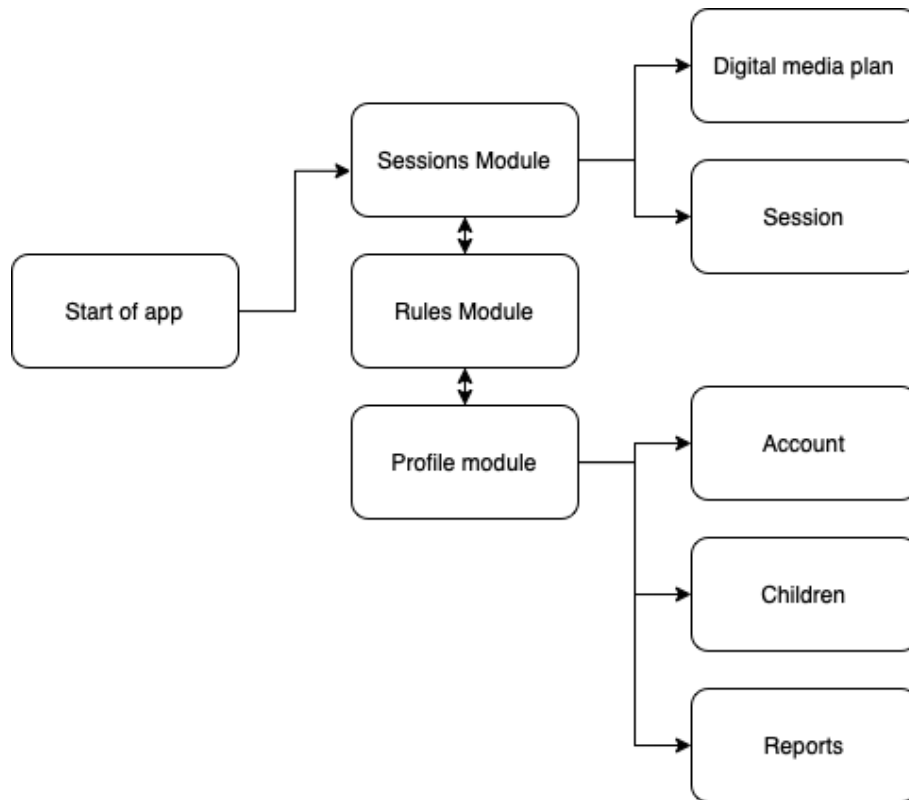 Digital media plan
Sessions Module
Session
Start of app
Rules Module
Profile module
Account
Children
Reports